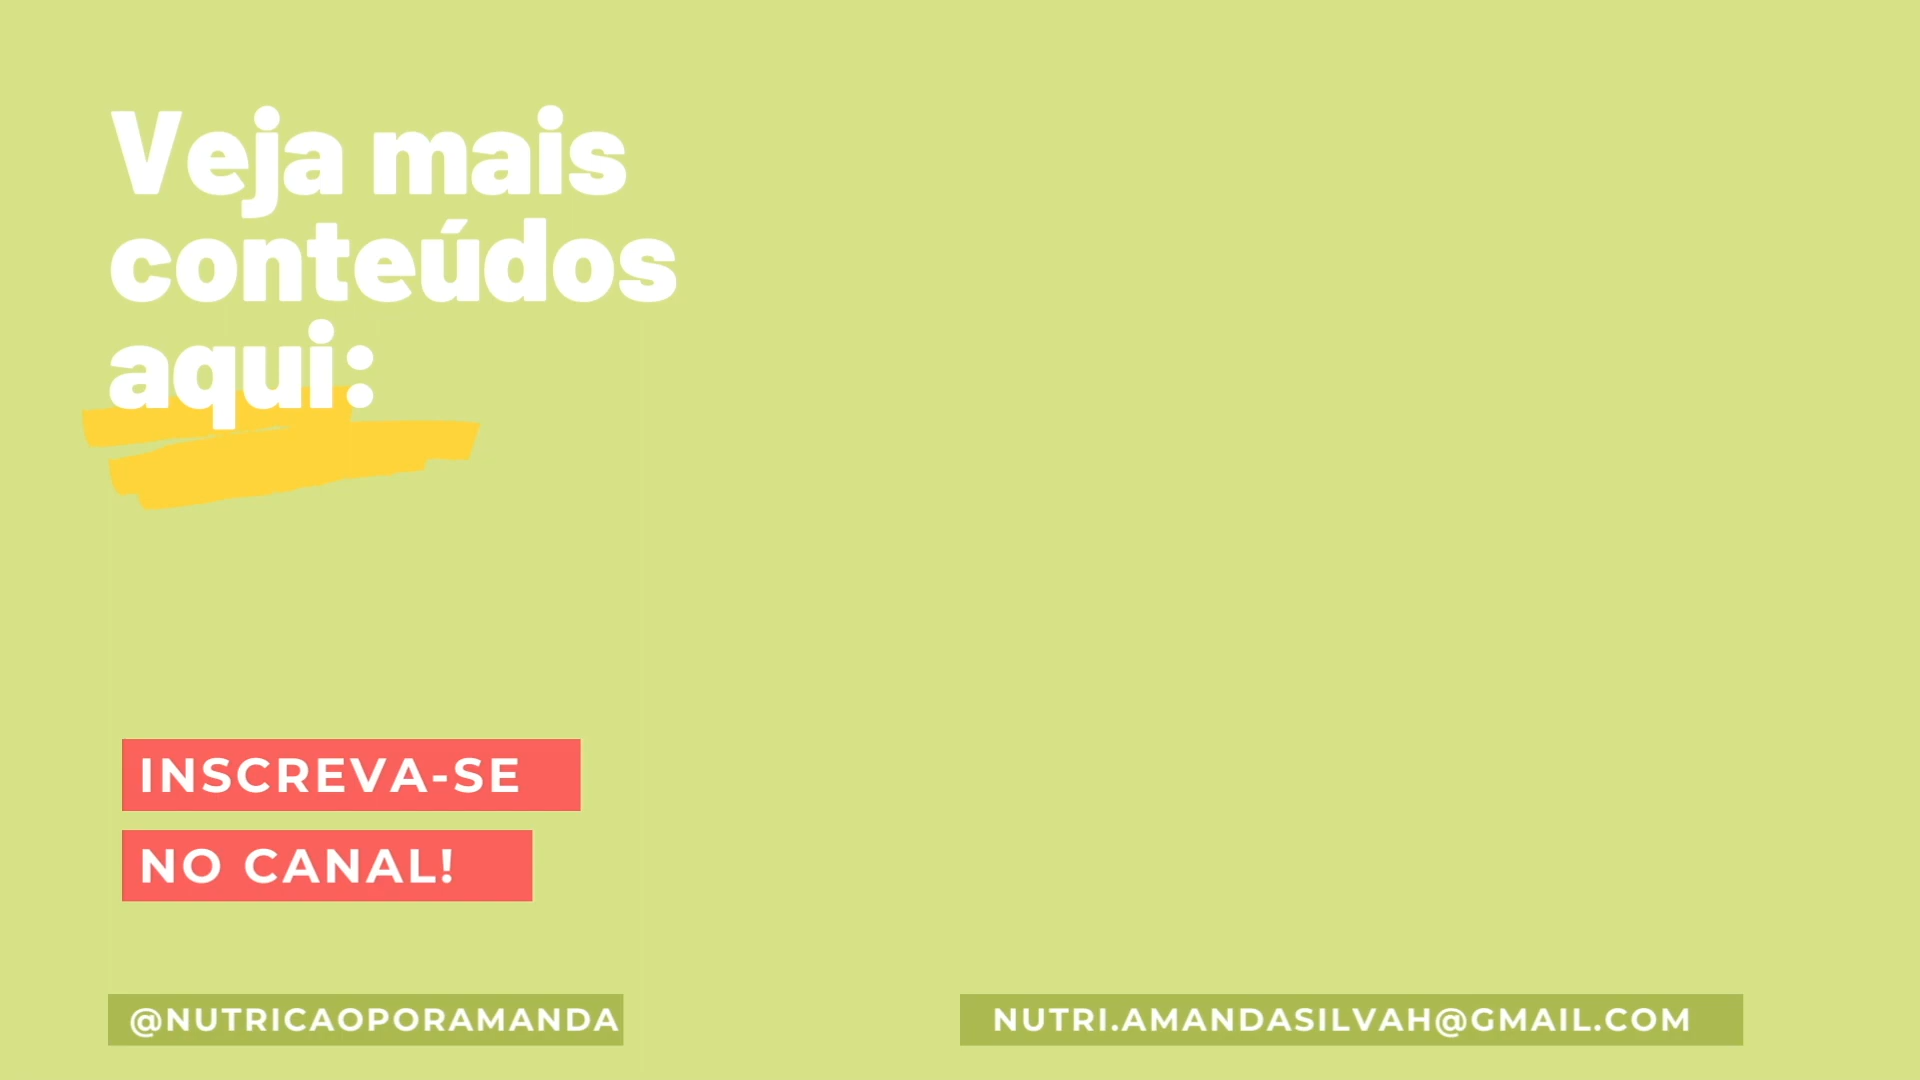 Veja mais
conteúdos
aqui:
INSCREVA-SE
NO CANAL!
@NUTRICAOPORAMANDA
NUTRI.AMANDASILVAH@GMAIL.COM